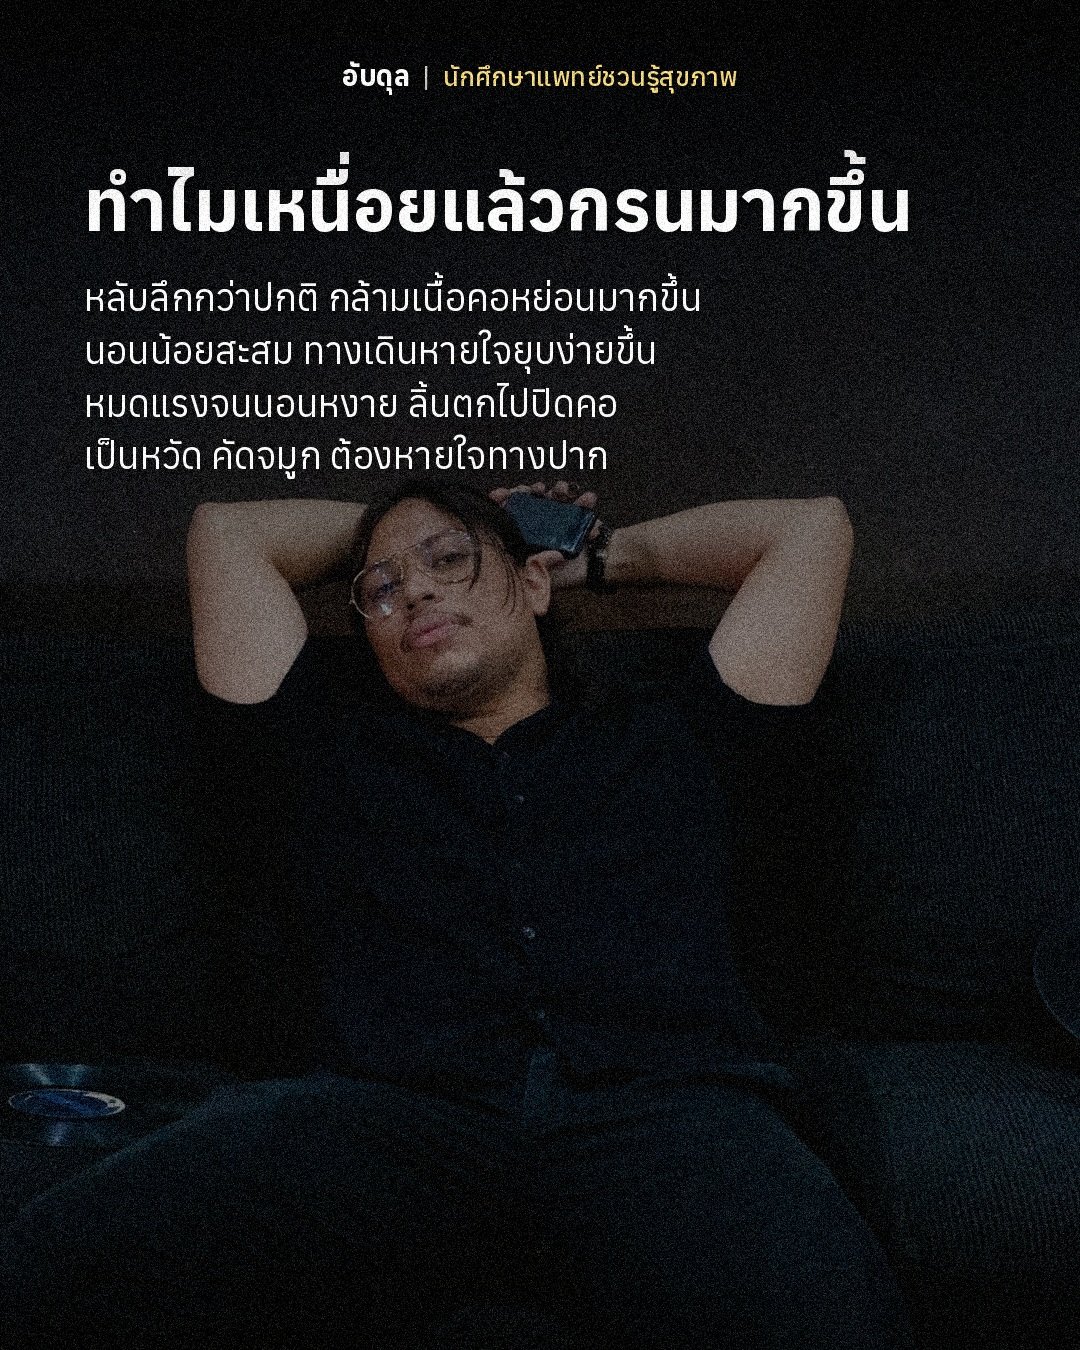 อับดุล | นักศึกษาแพทย์ชวนรู้สุขภาพ
ทำไมเหนื่อยแล้วกรนมากขึ้น
หลับลึกกว่าปกติ กล้ามเนื้อคอหย่อนมากขึ้น
นอนน้อยสะสม ทางเดินหายใจยุบง่ายขึ้น
หมดแรงจนนอนหงาย ลิ้นตกไปปิดคอ
เป็นหวัด คัดจมูก ต้องหายใจทางปาก